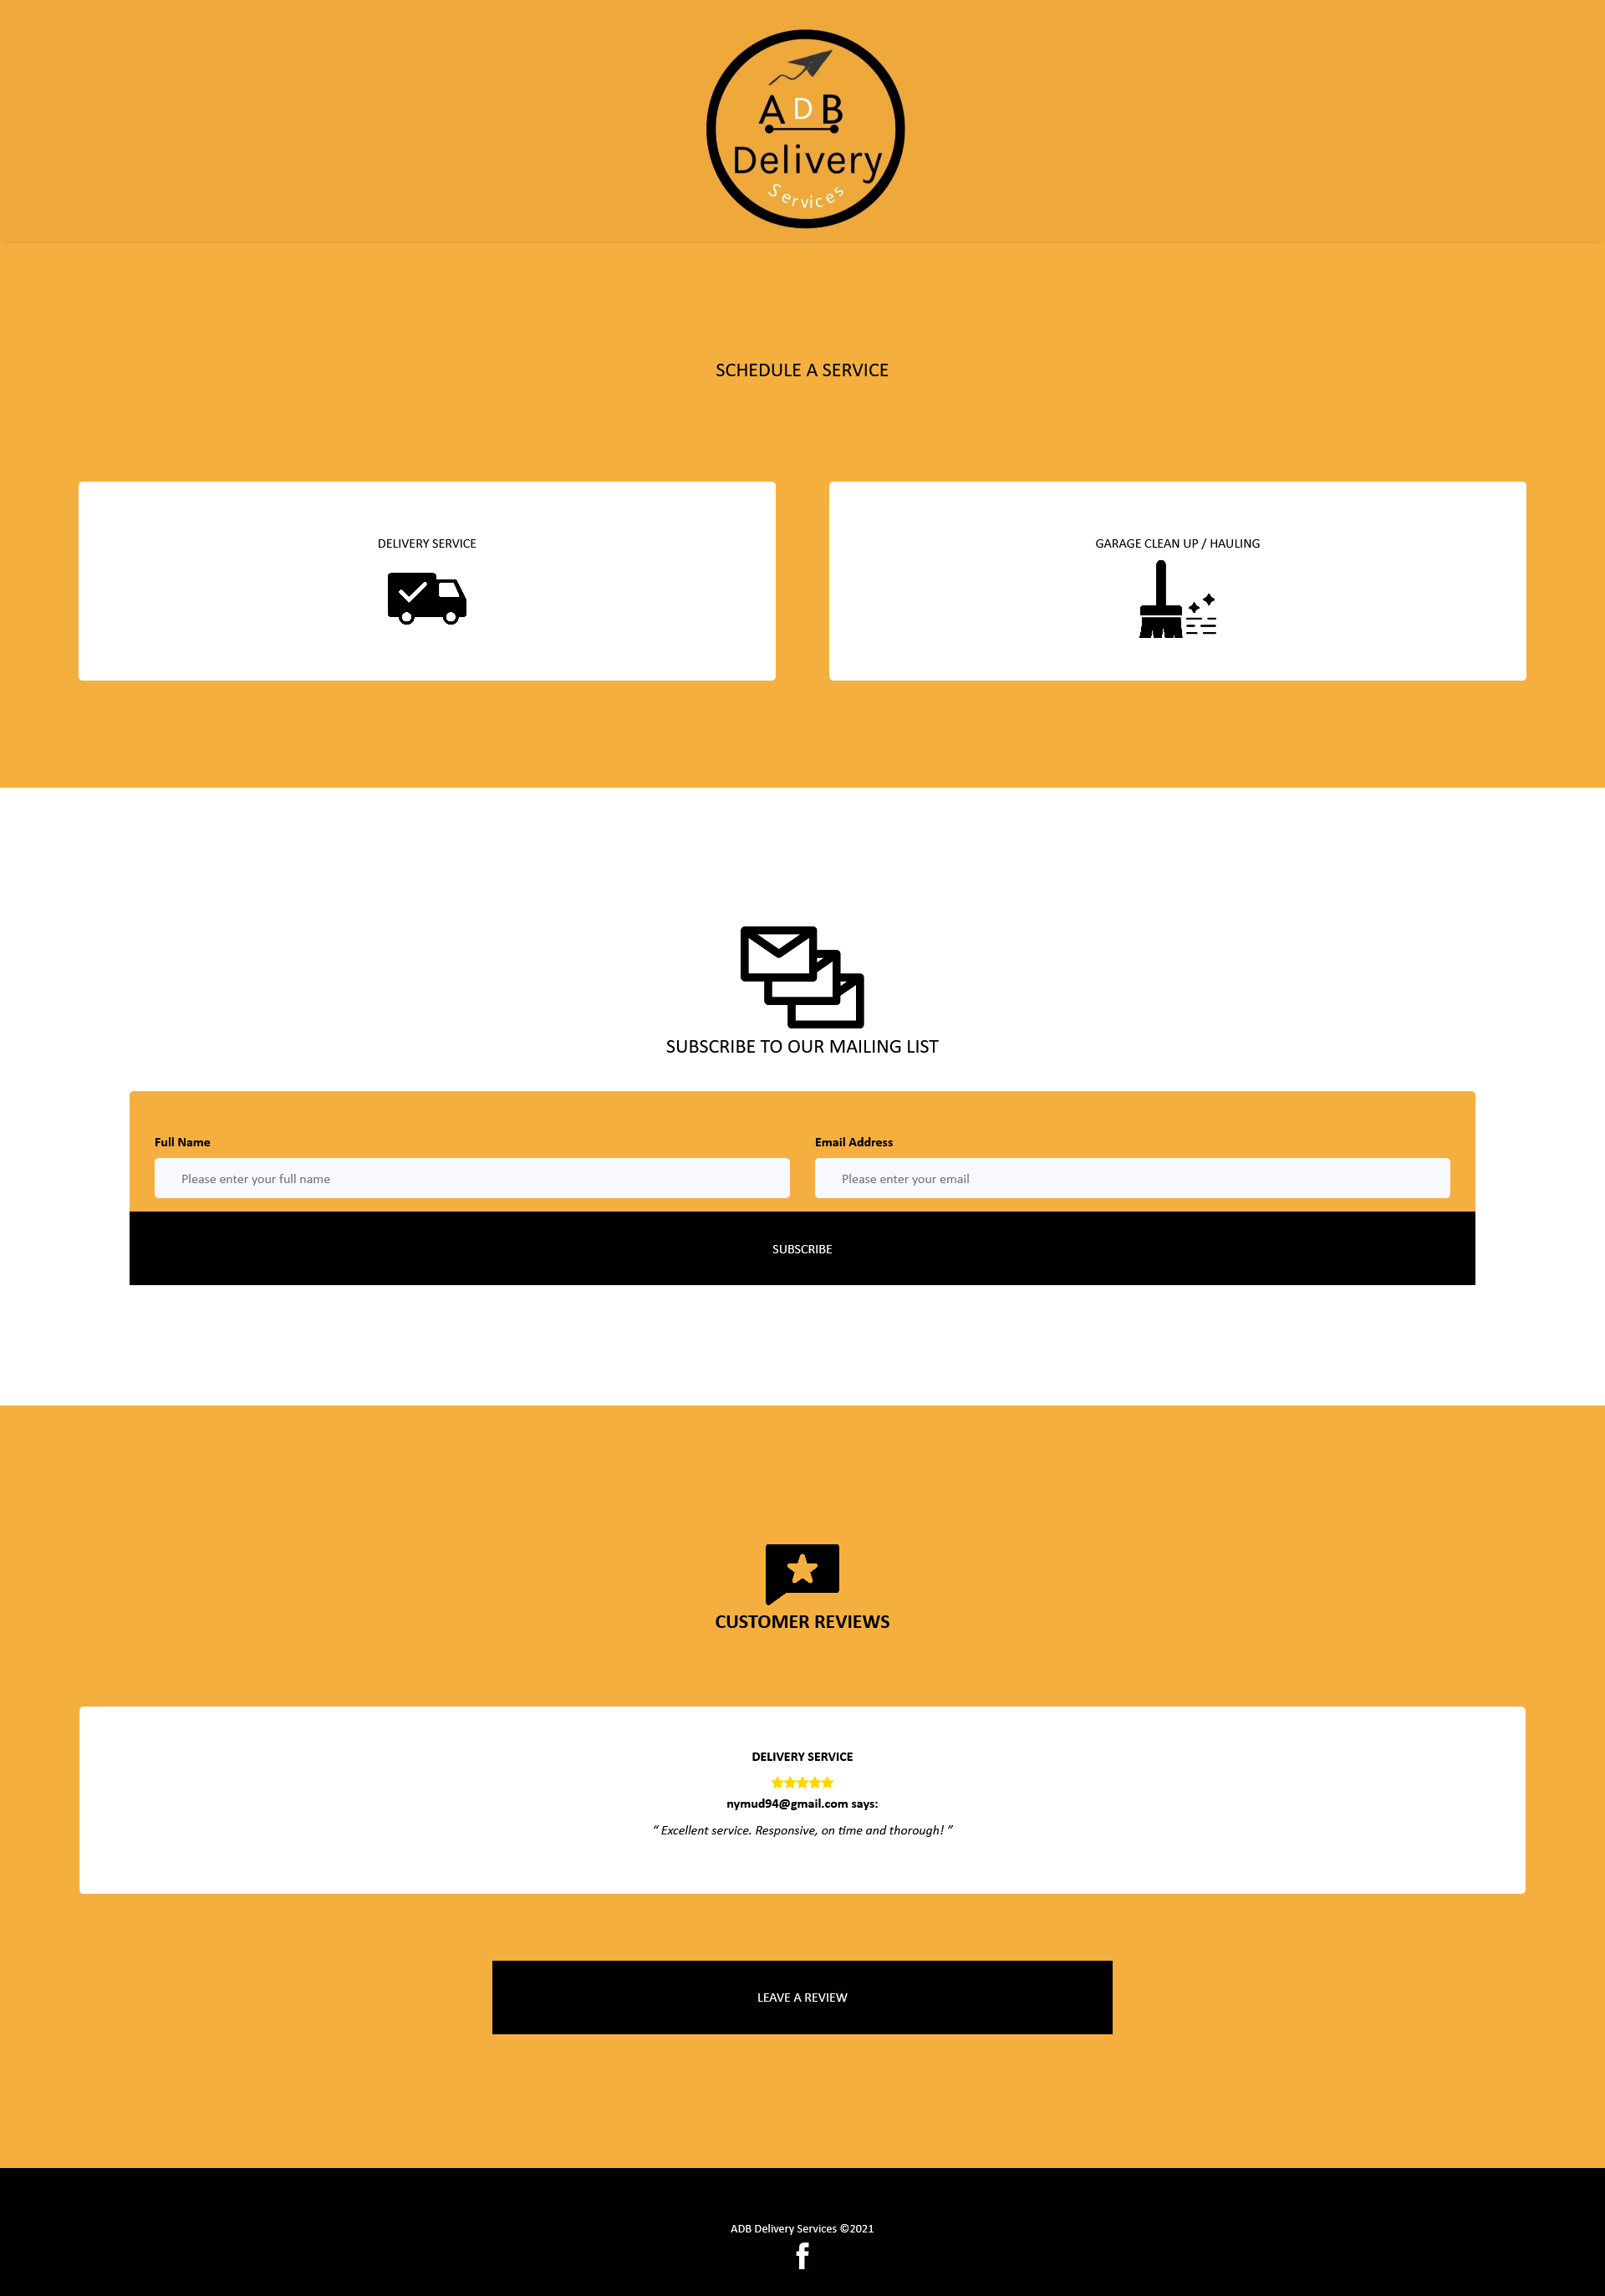 A D B
Delivery
Services
SCHEDULE A SERVICE
DELIVERY SERVICE
GARAGE CLEAN UP / HAULING
SUBSCRIBE TO OUR MAILING LIST
Full Name
Please enter your full name
Email Address
Please enter your email
SUBSCRIBE
CUSTOMER REVIEWS
DELIVERY SERVICE
nymud94@gmail.com says:
“ Excellent service. Responsive, on time and thorough! ”
LEAVE A REVIEW
ADB Delivery Services ©2021